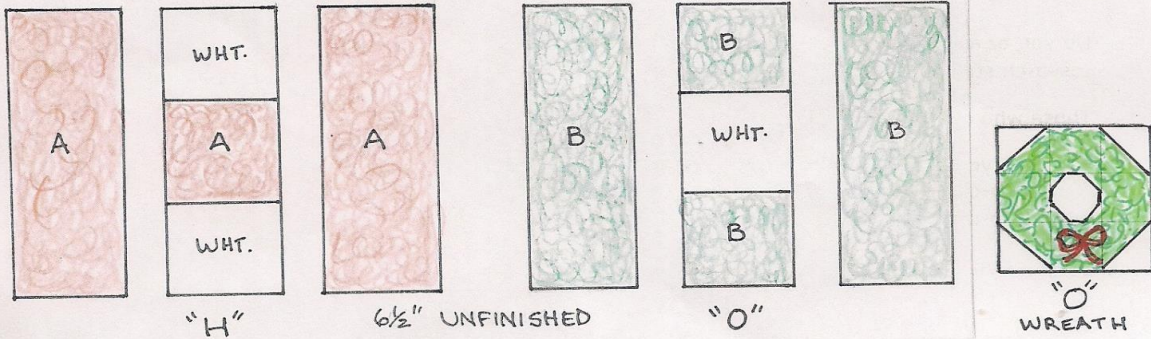 A
WHT.
A
WHT.
A
B
B
WHT.
B
B
"H"
6½" UNFINISHED
"O"
"O"
WREATH